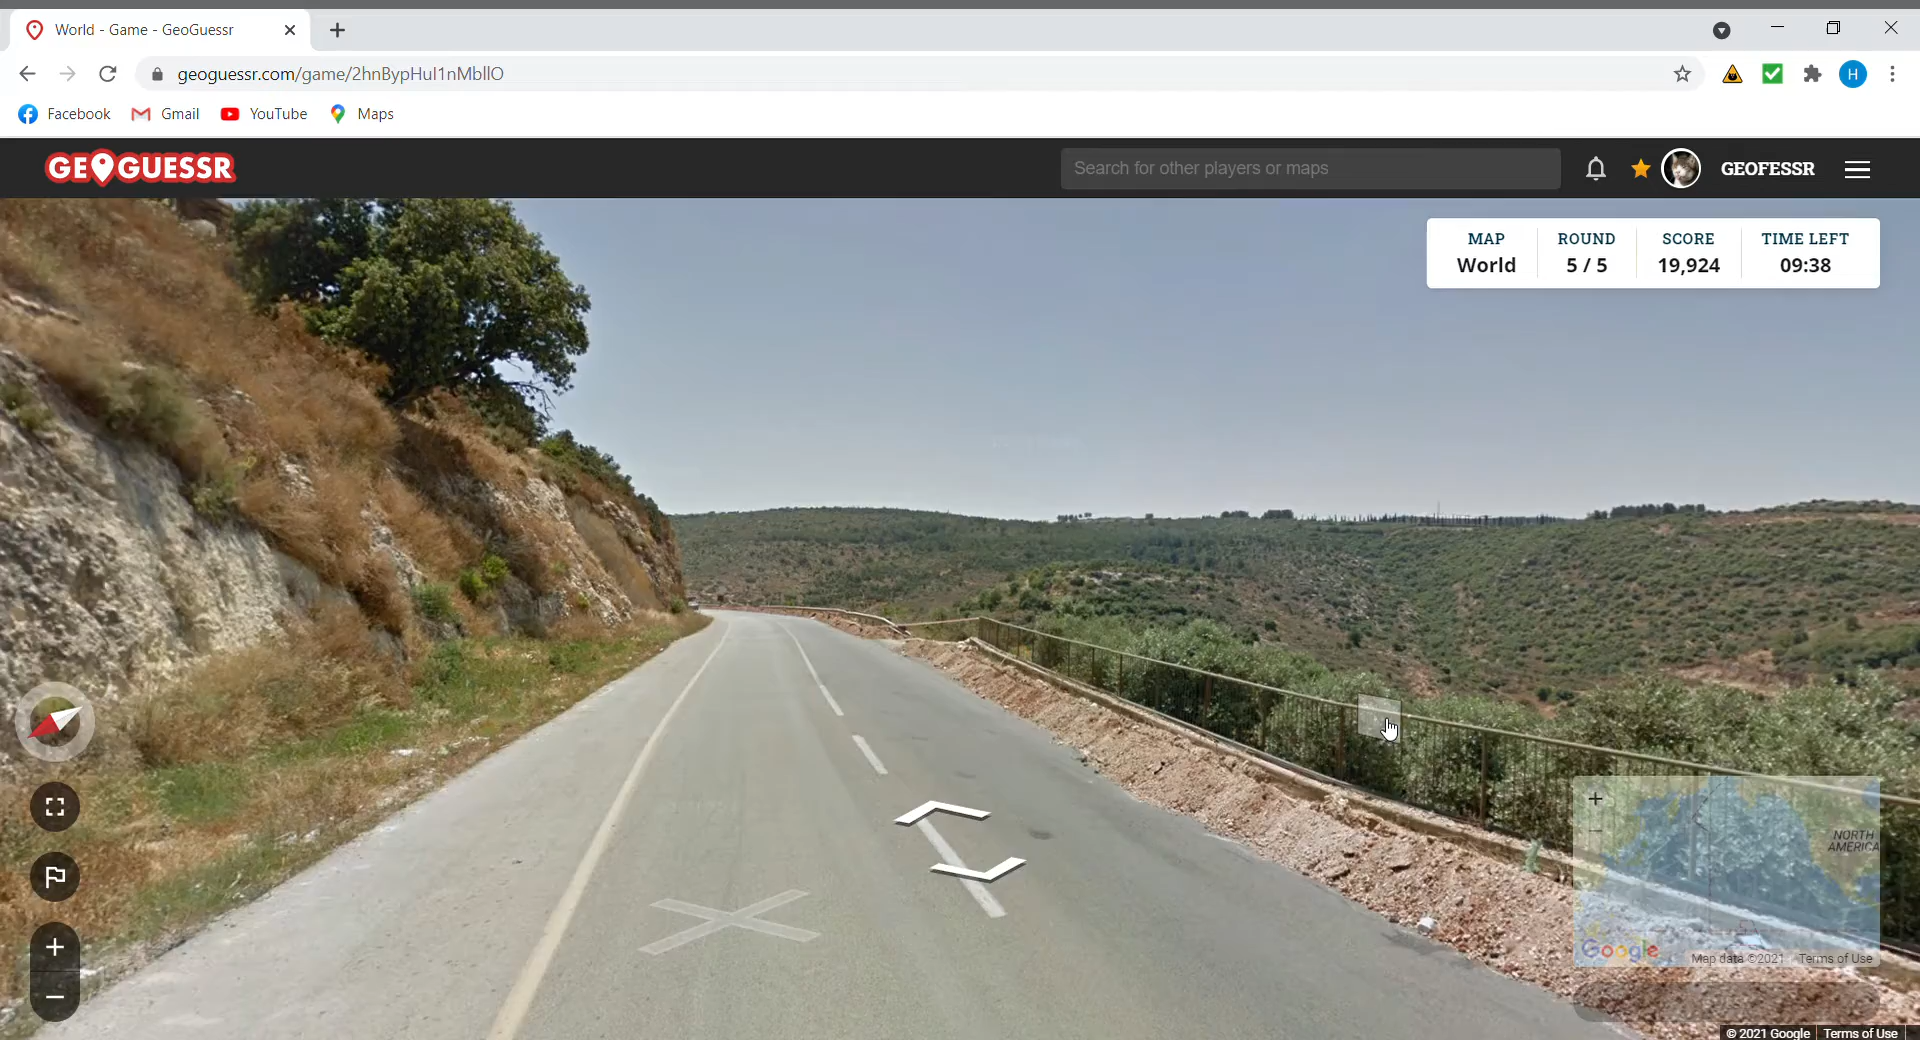 World - Game - GeoGuessr
geoguessr.com/game/2hnBypHul1nMbllO
H
Facebook
Gmail
YouTube
Maps
GEOGUESSR
Search for other players or maps
GEOFESSR
MAP
World
ROUND
5 / 5
SCORE
19,924
TIME LEFT
09:38
NORTH
AMERICA
Google
Map data ©2021
Terms of Use
© 2021 Google
Terms of Use